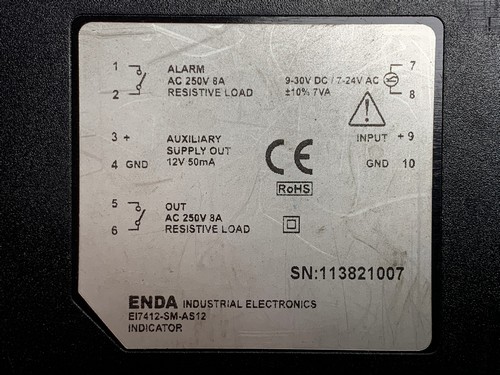 1 ALARM 7
AC 250V 8A 9-30V DC / 7-24V AC
2 RESISTIVE LOAD ±10% 7VA 8
3 + AUXILIARY INPUT + 9
SUPPLY OUT
4 GND 12V 50mA GND 10
CE
RoHS
5 OUT
AC 250V 8A
6 RESISTIVE LOAD
SN:113821007
ENDA INDUSTRIAL ELECTRONICS
EI7412-SM-AS12
INDICATOR